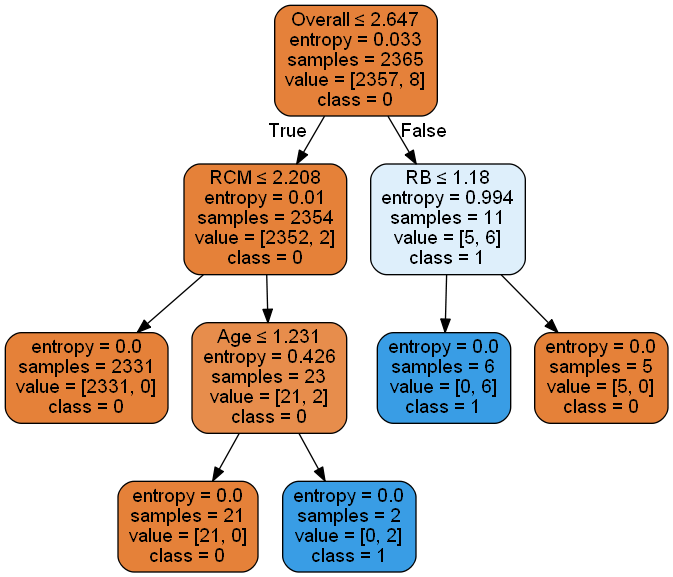 Overall ≤ 2.647
entropy = 0.033
samples = 2365
value = [2357, 8]
class = 0
True
False
RCM ≤ 2.208
entropy = 0.01
samples = 2354
value = [2352, 2]
class = 0
RB ≤ 1.18
entropy = 0.994
samples = 11
value = [5, 6]
class = 1
entropy = 0.0
samples = 2331
value = [2331, 0]
class = 0
Age ≤ 1.231
entropy = 0.426
samples = 23
value = [21, 2]
class = 0
entropy = 0.0
samples = 6
value = [0, 6]
class = 1
entropy = 0.0
samples = 5
value = [5, 0]
class = 0
entropy = 0.0
samples = 21
value = [21, 0]
class = 0
entropy = 0.0
samples = 2
value = [0, 2]
class = 1